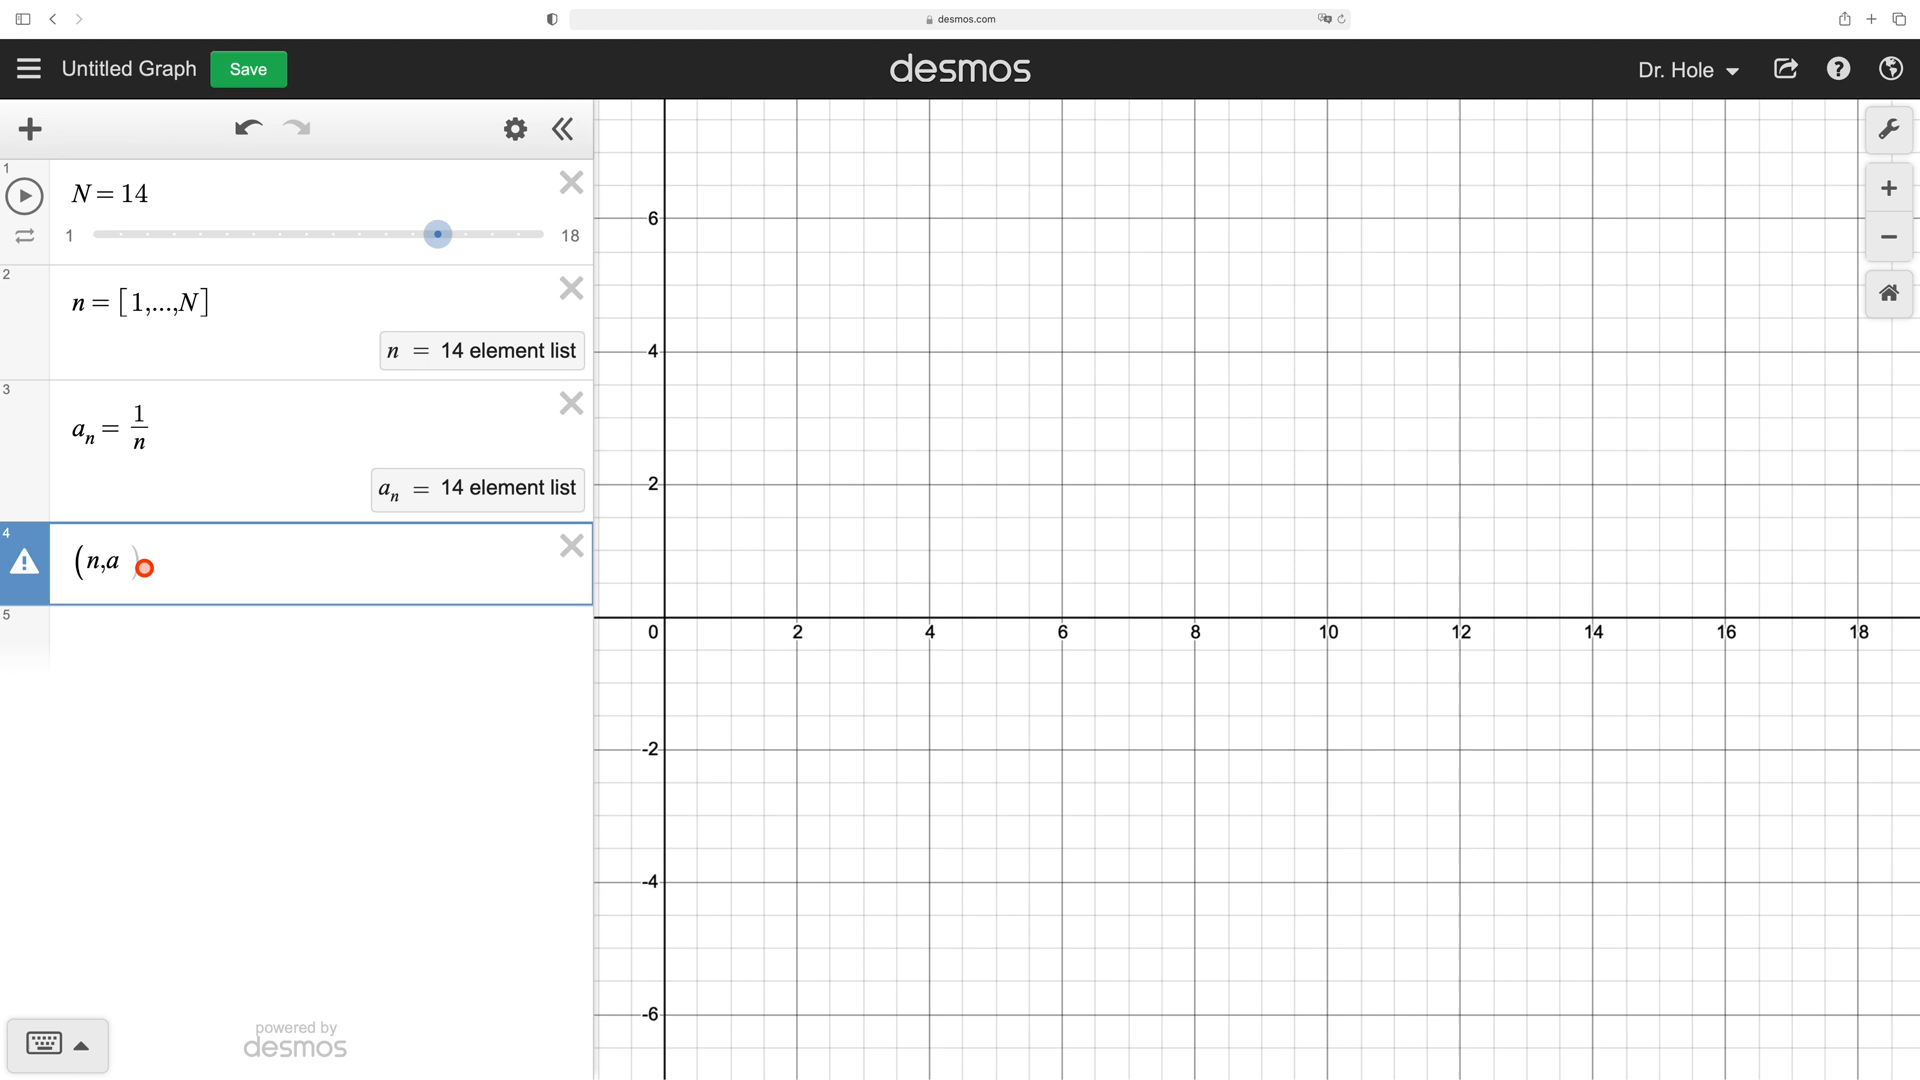 desmos.com
Untitled Graph Save desmos Dr. Hole
1
N = 14
1 18
2
n = [1,...,N]
n = 14 element list
3
aₙ = 1/n
aₙ = 14 element list
4
(n,a )
5
powered by
desmos
6
4
2
0 2 4 6 8 10 12 14 16 18
-2
-4
-6